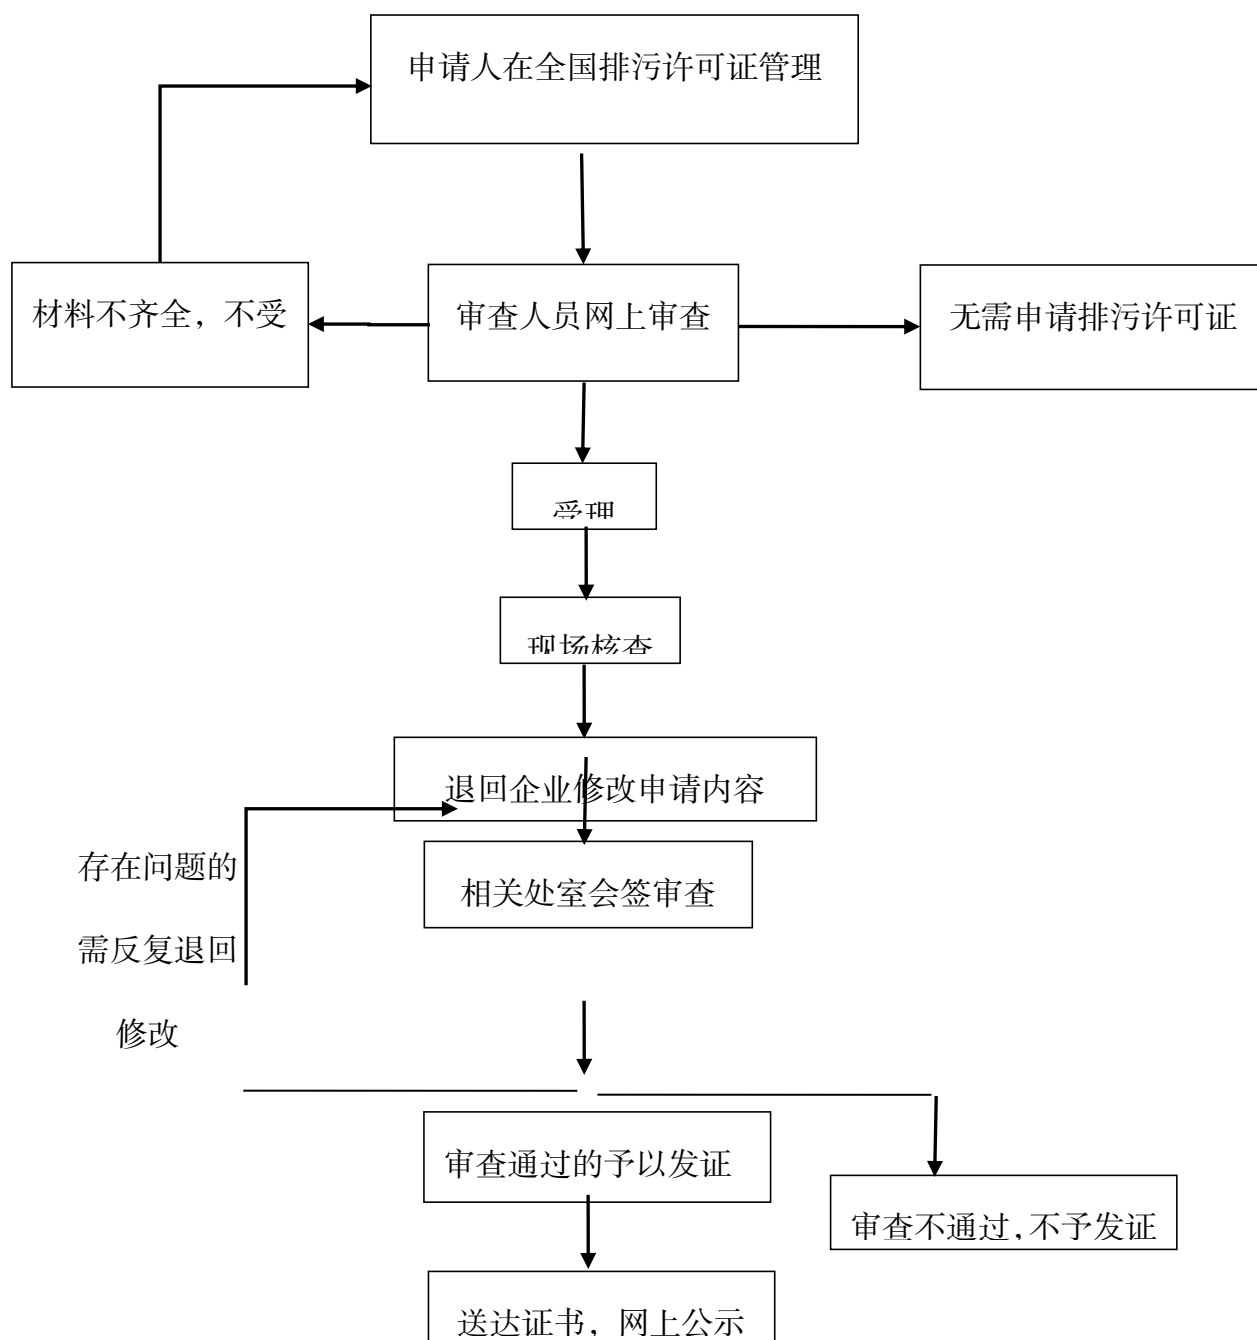 申请人在全国排污许可证管理
材料不齐全，不受
审查人员网上审查
无需申请排污许可证
受理
现场核查
退回企业修改申请内容
存在问题的
需反复退回
修改
相关处室会签审查
审查通过的予以发证
审查不通过，不予发证
送达证书，网上公示